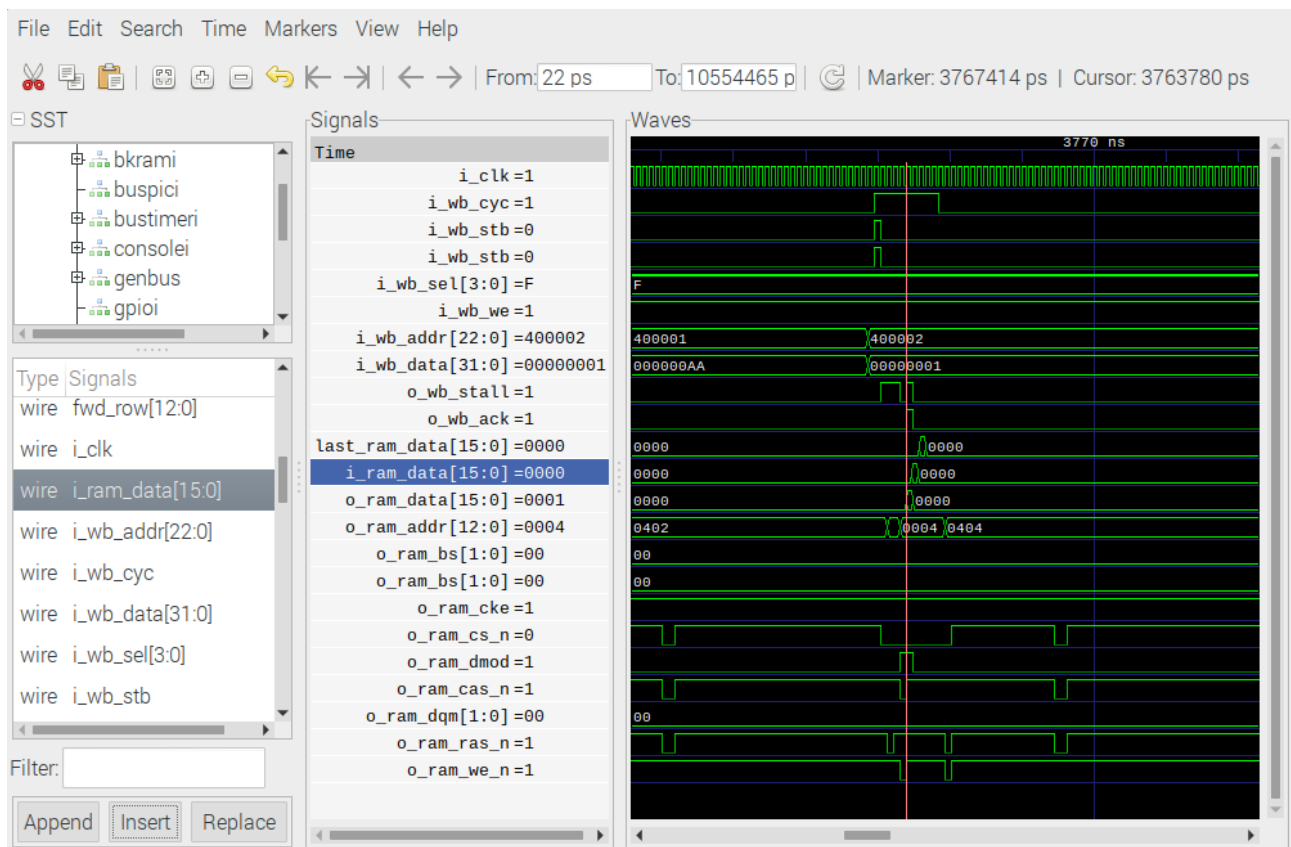 File Edit Search Time Markers View Help
From: 22 ps To: 10554465 p Marker: 3767414 ps | Cursor: 3763780 ps
SST
bkrami
buspici
bustimeri
consolei
genbus
gpioi
Type Signals
wire fwd_row[12:0]
wire i_clk
wire i_ram_data[15:0]
wire i_wb_addr[22:0]
wire i_wb_cyc
wire i_wb_data[31:0]
wire i_wb_sel[3:0]
wire i_wb_stb
Filter:
Append Insert Replace
Signals
Time
i_clk=1
i_wb_cyc=1
i_wb_stb=0
i_wb_stb=0
i_wb_sel[3:0]=F
i_wb_we=1
i_wb_addr[22:0]=400002
i_wb_data[31:0]=00000001
o_wb_stall=1
o_wb_ack=1
last_ram_data[15:0]=0000
i_ram_data[15:0]=0000
o_ram_data[15:0]=0001
o_ram_addr[12:0]=0004
o_ram_bs[1:0]=00
o_ram_bs[1:0]=00
o_ram_cke=1
o_ram_cs_n=0
o_ram_dmod=1
o_ram_cas_n=1
o_ram_dqm[1:0]=00
o_ram_ras_n=1
o_ram_we_n=1
Waves
3770 ns
F
400001 400002
000000AA 00000001
0000 0000
0000 0000
0000 0000
0402 0004 0404
00
00
00